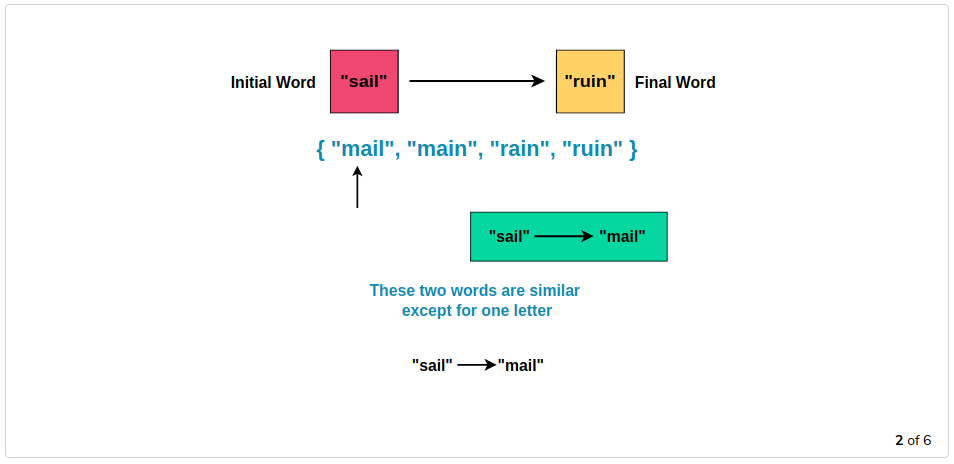 Initial Word "sail" "ruin" Final Word
{ "mail", "main", "rain", "ruin" }
"sail" "mail"
These two words are similar
except for one letter
"sail" "mail"
2 of 6